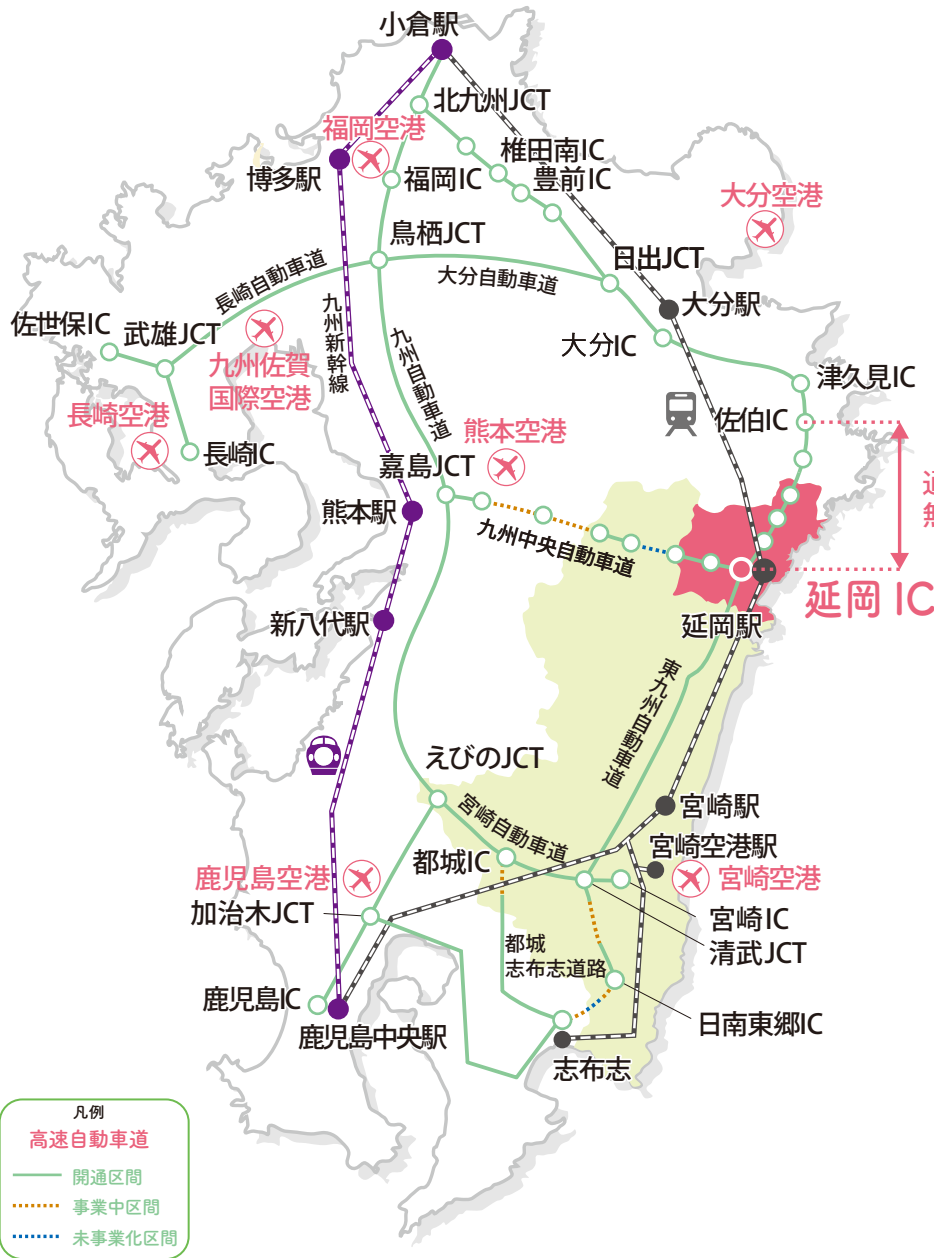 小倉駅
北九州JCT
福岡空港
椎田南IC
博多駅
福岡IC
豊前IC
大分空港
鳥栖JCT
日出JCT
長崎自動車道
大分自動車道
大分駅
佐世保IC
武雄JCT
九州新幹線
九州自動車道
大分IC
九州佐賀
国際空港
津久見IC
長崎空港
佐伯IC
熊本空港
長崎IC
嘉島JCT
熊本駅
九州中央自動車道
延岡IC
新八代駅
延岡駅
東九州自動車道
えびのJCT
宮崎自動車道
宮崎駅
都城IC
宮崎空港駅
鹿児島空港
宮崎空港
加治木JCT
宮崎IC
都城
志布志道路
清武JCT
鹿児島IC
日南東郷IC
鹿児島中央駅
志布志
凡例
高速自動車道
開通区間
事業中区間
未事業化区間